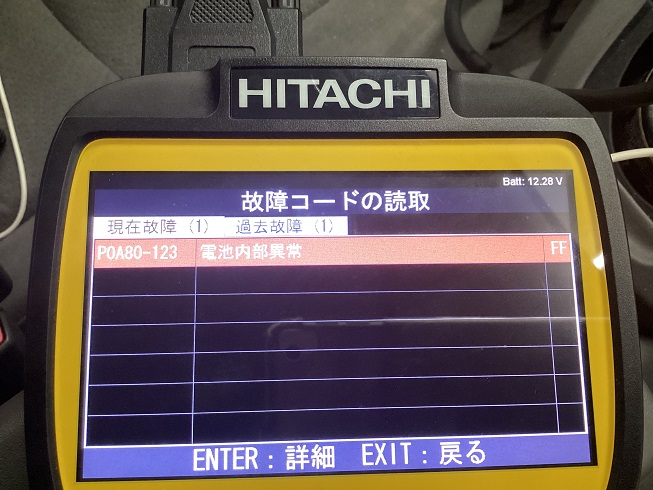 HITACHI
Batt: 12.28 V
故障コードの読取
現在故障 (1) 過去故障 (1)
P0A80-123 電池内部異常 FF
ENTER : 詳細 EXIT : 戻る